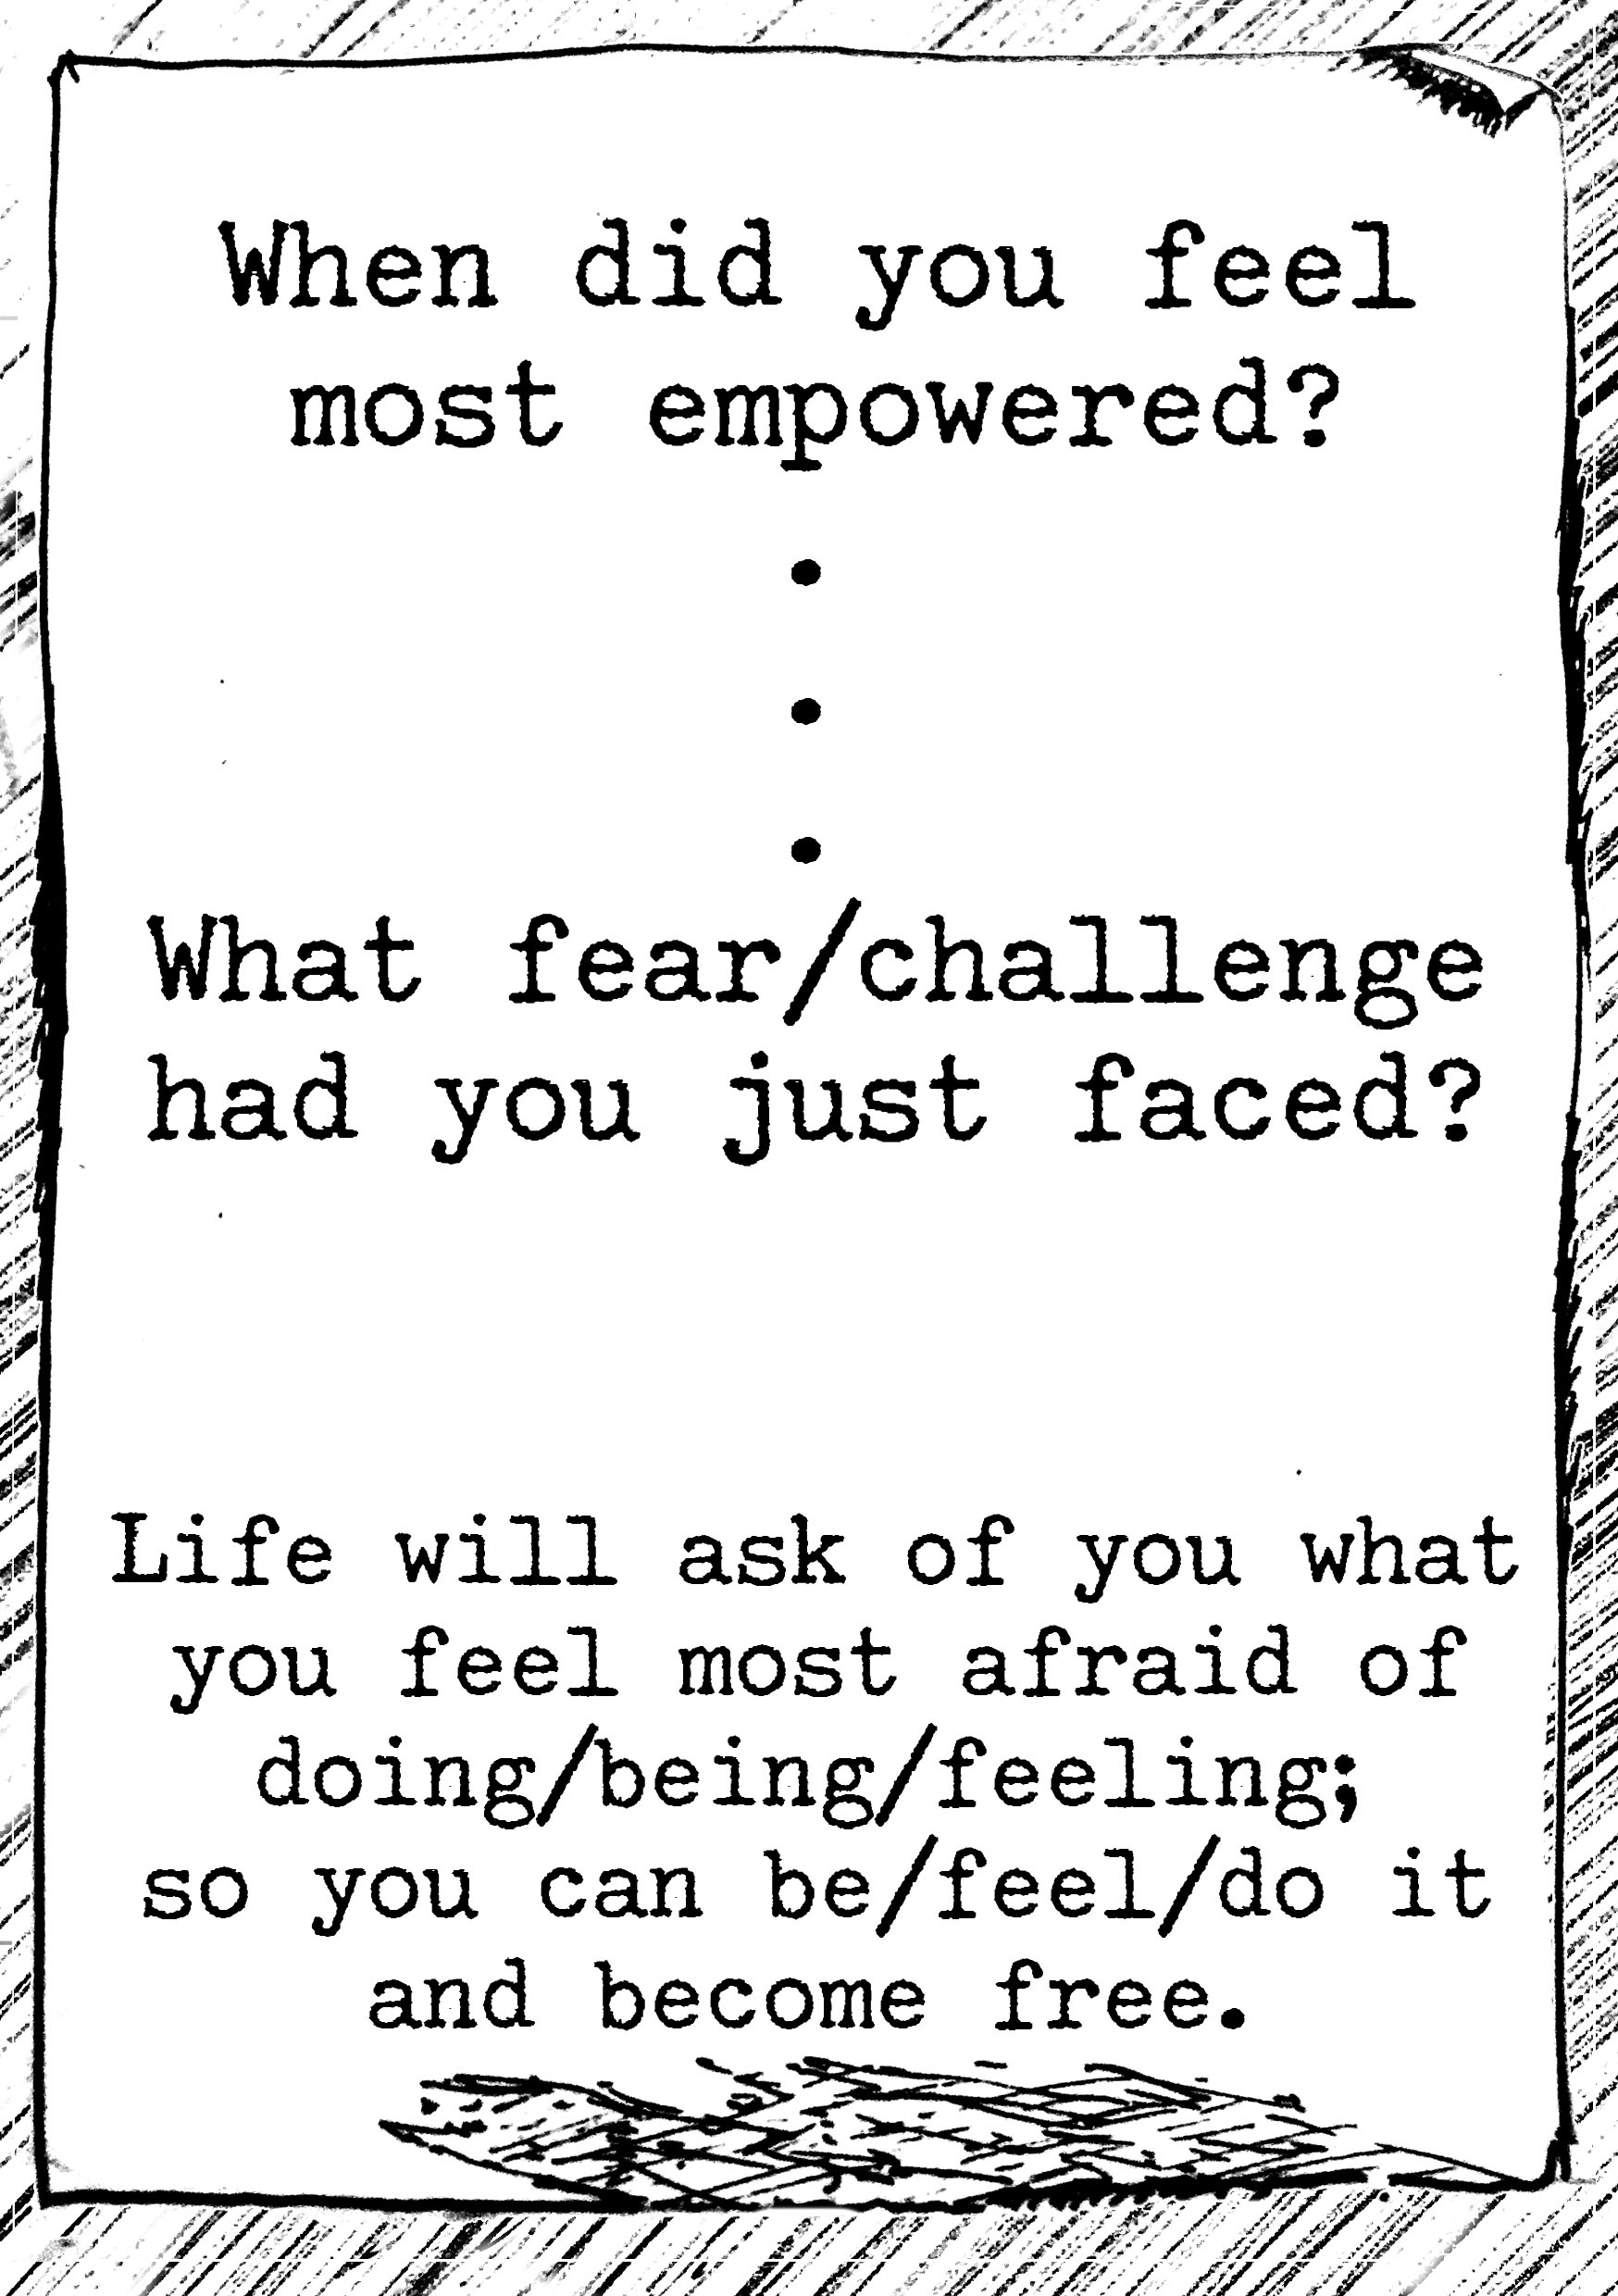 When did you feel
most empowered?
.
.
.
What fear/challenge
had you just faced?
Life will ask of you what
you feel most afraid of
doing/being/feeling;
so you can be/feel/do it
and become free.